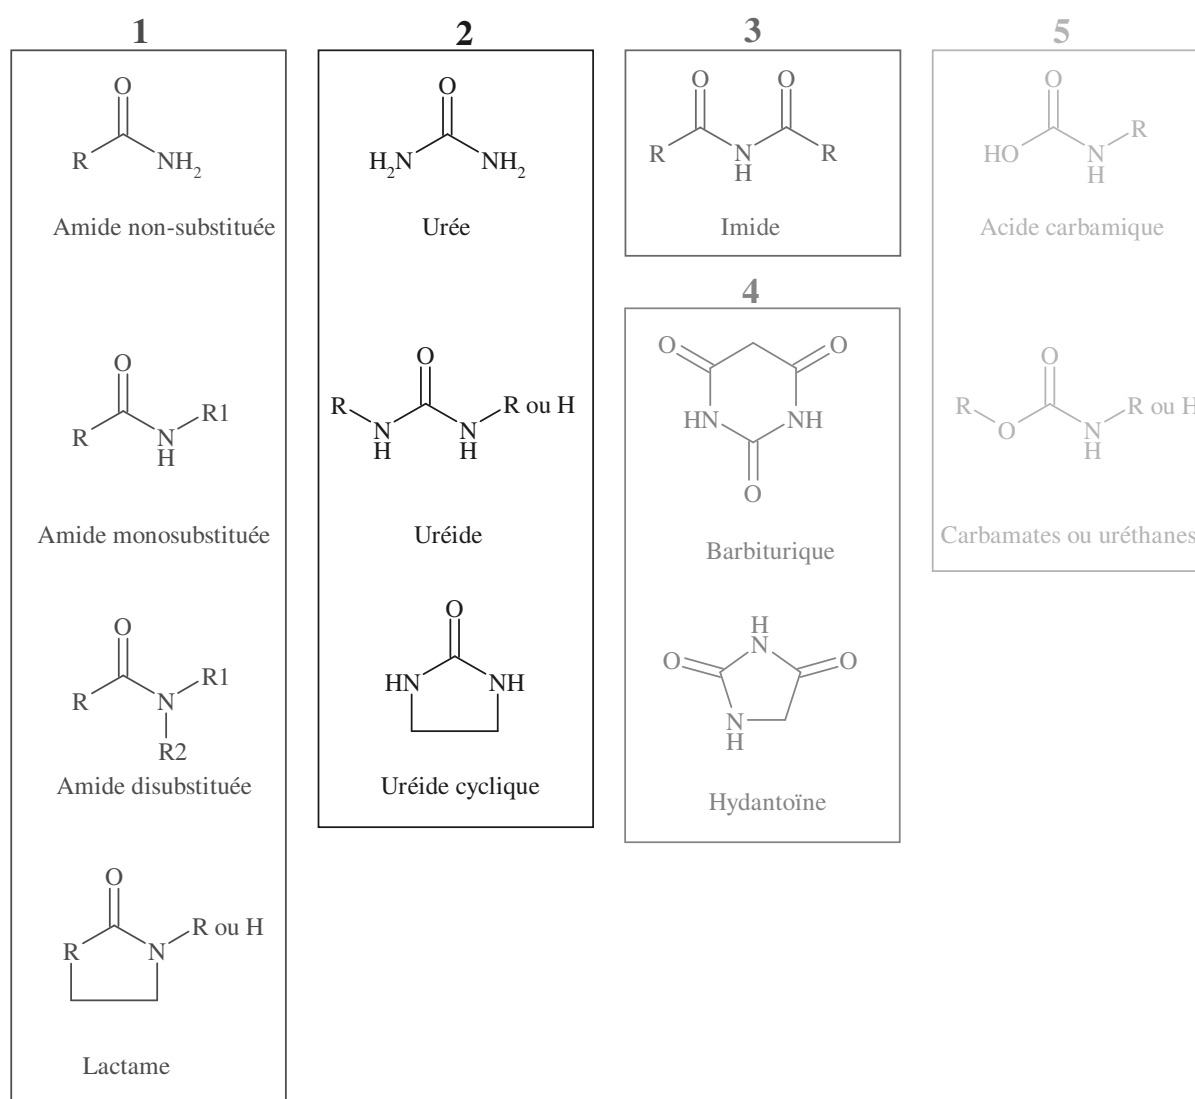 1
O
R
NH2
Amide non-substituée
O
R
N
H
R1
Amide monosubstituée
O
R
N
R1
R2
Amide disubstituée
O
R
N
R ou H
Lactame
2
O
H2N
NH2
Urée
O
R
N
H
N
H
R ou H
Uréide
O
HN
NH
Uréide cyclique
3
O
O
R
N
H
R
Imide
4
O
O
HN
NH
O
Barbiturique
H
N
O
O
N
H
Hydantoïne
5
O
HO
N
H
R
Acide carbamique
O
R
O
N
H
R ou H
Carbamates ou uréthanes